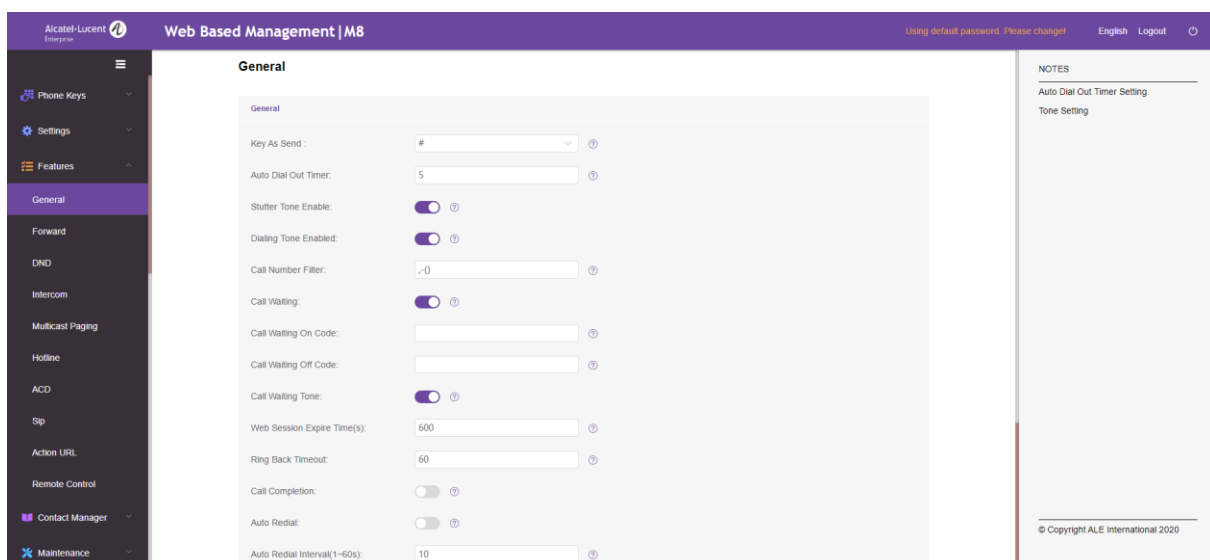 Alcatel·Lucent
Enterprise
Web Based Management | M8
Using default password. Please change!
English Logout
Phone Keys
Settings
Features
General
Forward
DND
Intercom
Multicast Paging
Hotline
ACD
Sip
Action URL
Remote Control
Contact Manager
Maintenance
General
General
Key As Send :
#
Auto Dial Out Timer:
5
Stutter Tone Enable:
Dialing Tone Enabled:
Call Number Filter:
,-()
Call Waiting:
Call Waiting On Code:
Call Waiting Off Code:
Call Waiting Tone:
Web Session Expire Time(s):
600
Ring Back Timeout:
60
Call Completion:
Auto Redial:
Auto Redial Interval(1~60s):
10
NOTES
Auto Dial Out Timer Setting.
Tone Setting
© Copyright ALE International 2020